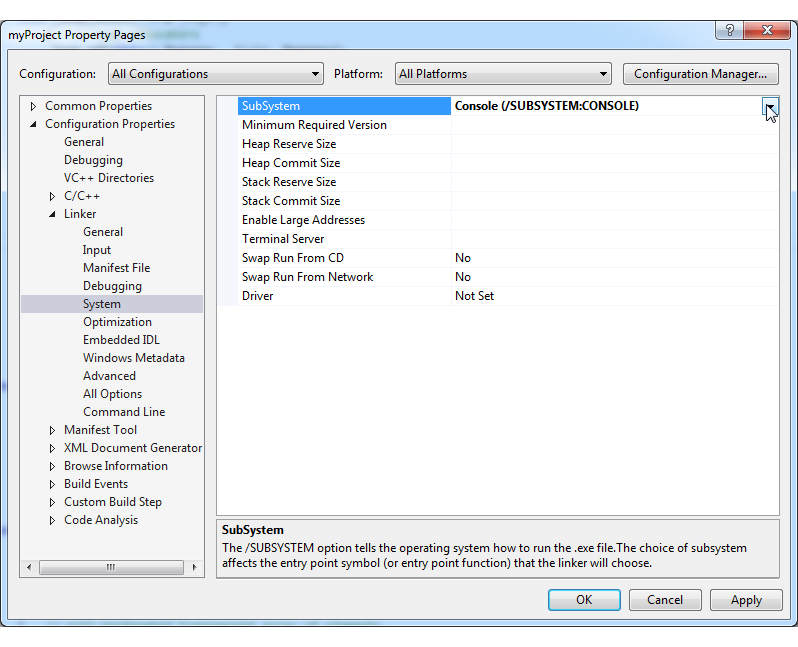 myProject Property Pages
Configuration: All Configurations Platform: All Platforms Configuration Manager...
Common Properties
Configuration Properties
General
Debugging
VC++ Directories
C/C++
Linker
General
Input
Manifest File
Debugging
System
Optimization
Embedded IDL
Windows Metadata
Advanced
All Options
Command Line
Manifest Tool
XML Document Generator
Browse Information
Build Events
Custom Build Step
Code Analysis
SubSystem Console (/SUBSYSTEM:CONSOLE)
Minimum Required Version
Heap Reserve Size
Heap Commit Size
Stack Reserve Size
Stack Commit Size
Enable Large Addresses
Terminal Server
Swap Run From CD No
Swap Run From Network No
Driver Not Set
SubSystem
The /SUBSYSTEM option tells the operating system how to run the .exe file.The choice of subsystem
affects the entry point symbol (or entry point function) that the linker will choose.
OK Cancel Apply